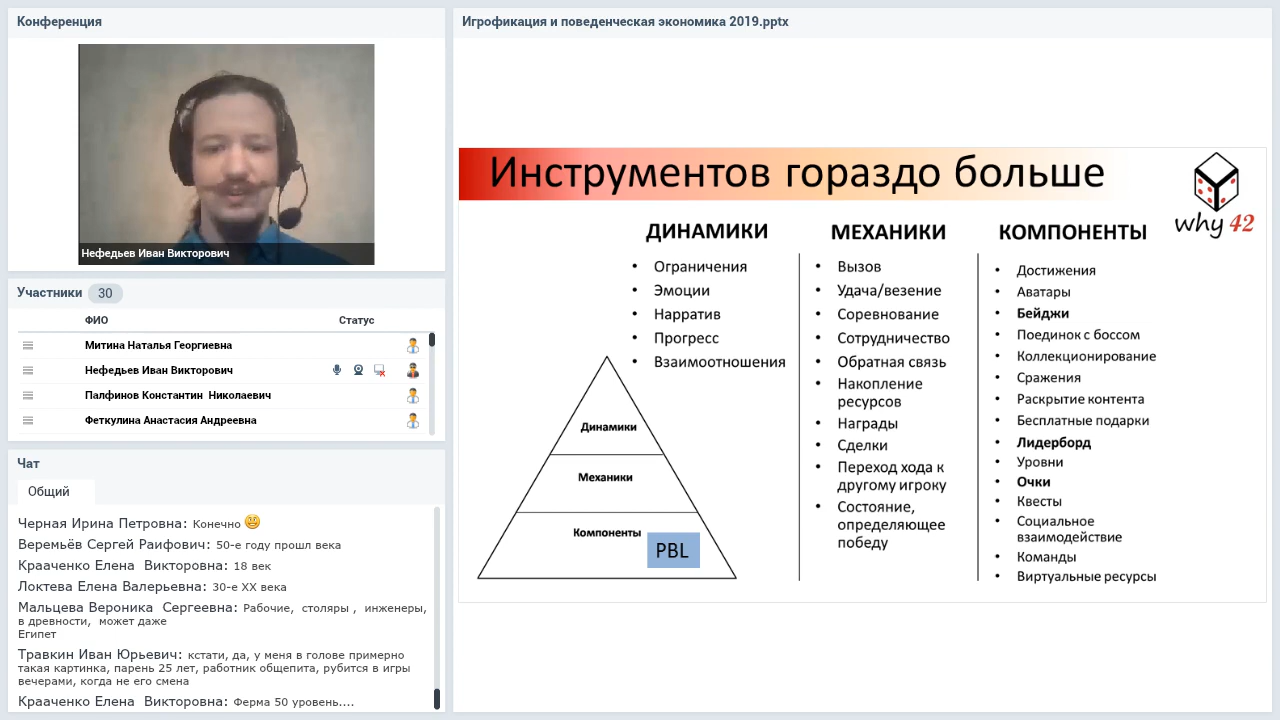 Конференция
Нефедьев Иван Викторович
Участники 30
ФИО Статус
Митина Наталья Георгиевна
Нефедьев Иван Викторович
Палфинов Константин Николаевич
Феткулина Анастасия Андреевна
Чат
Общий
Черная Ирина Петровна: Конечно
Веремьёв Сергей Раифович: 50-е году прошл века
Крааченко Елена Викторовна: 18 век
Локтева Елена Валерьевна: 30-е XX века
Мальцева Вероника Сергеевна: Рабочие, столяры , инженеры,
в древности, может даже
Египет
Травкин Иван Юрьевич: кстати, да, у меня в голове примерно
такая картинка, парень 25 лет, работник общепита, рубится в игры
вечерами, когда не его смена
Крааченко Елена Викторовна: Ферма 50 уровень....
Игрофикация и поведенческая экономика 2019.pptx
Инструментов гораздо больше
why 42
ДИНАМИКИ
• Ограничения
• Эмоции
• Нарратив
• Прогресс
• Взаимоотношения
Динамики
Механики
Компоненты
PBL
МЕХАНИКИ
• Вызов
• Удача/везение
• Соревнование
• Сотрудничество
• Обратная связь
• Накопление
ресурсов
• Награды
• Сделки
• Переход хода к
другому игроку
• Состояние,
определяющее
победу
КОМПОНЕНТЫ
• Достижения
• Аватары
• Бейджи
• Поединок с боссом
• Коллекционирование
• Сражения
• Раскрытие контента
• Бесплатные подарки
• Лидерборд
• Уровни
• Очки
• Квесты
• Социальное
взаимодействие
• Команды
• Виртуальные ресурсы